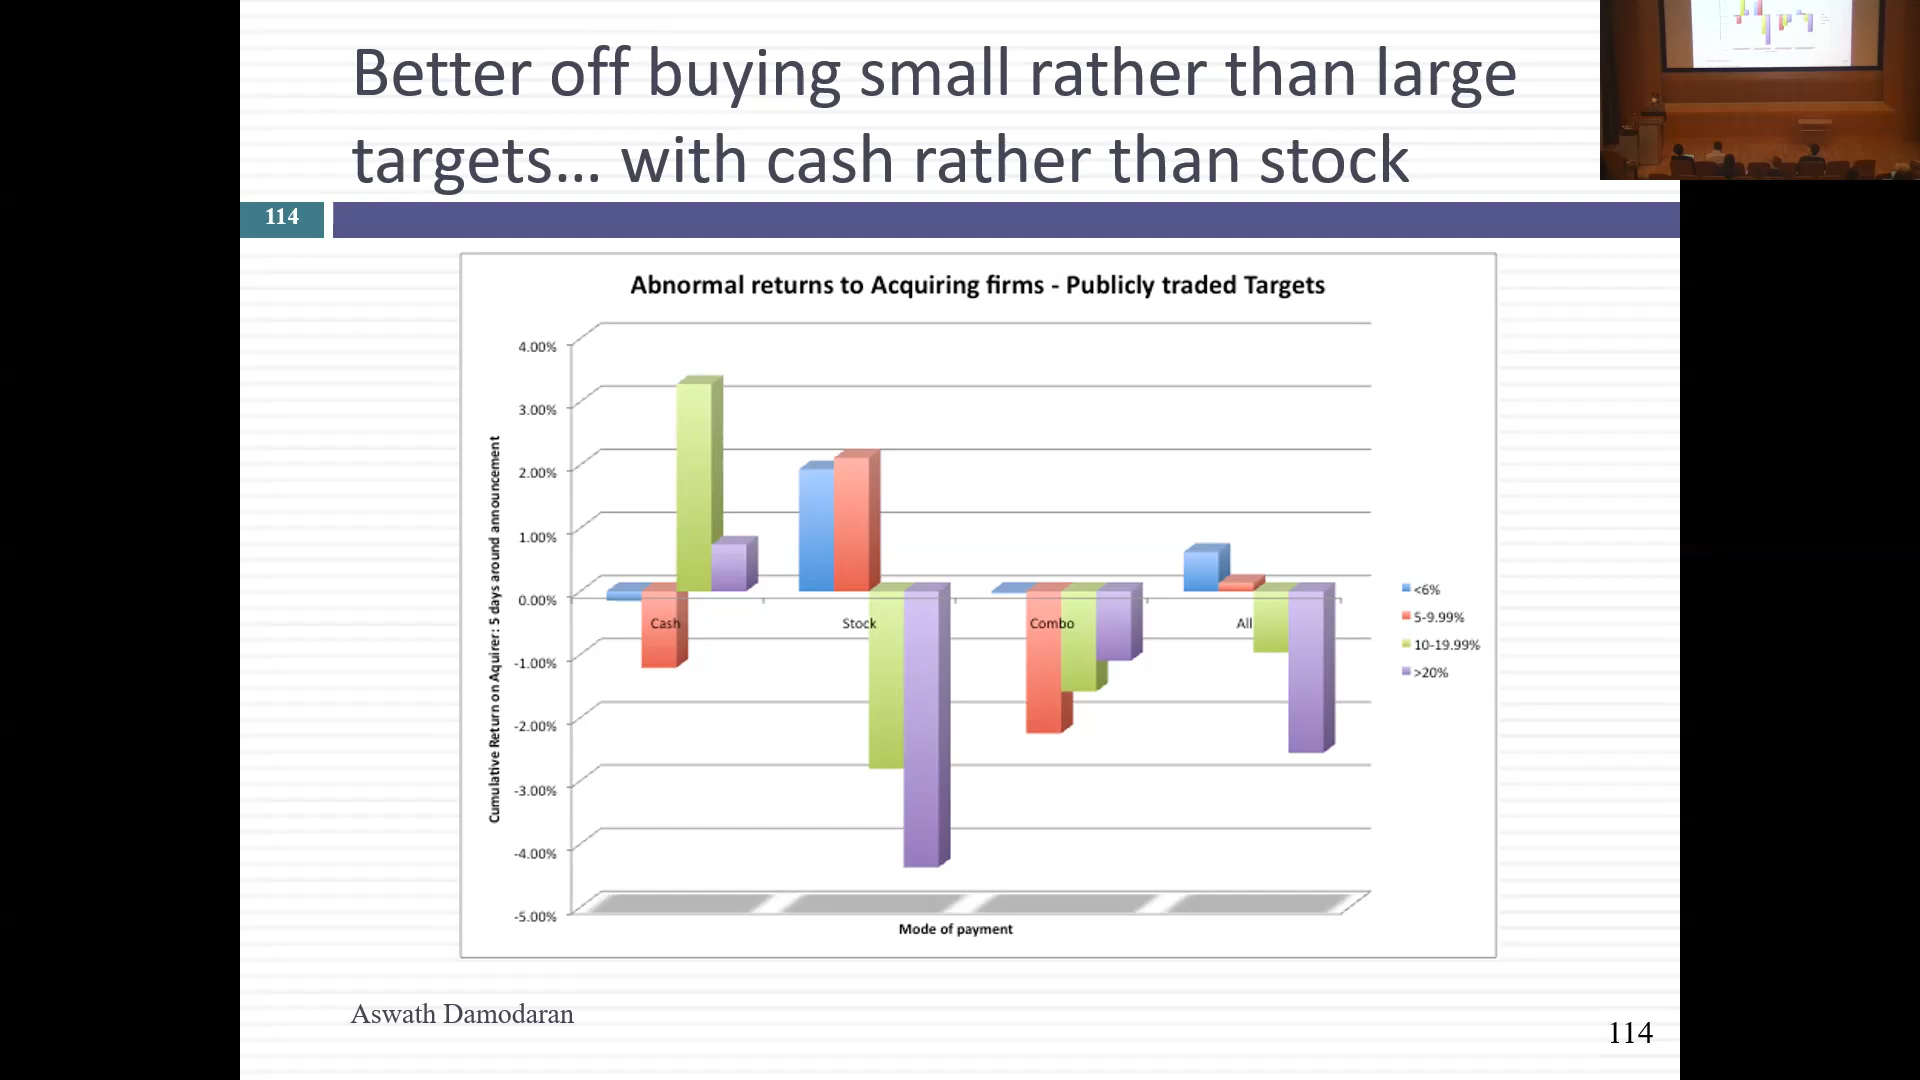 Better off buying small rather than large
targets... with cash rather than stock
114
Abnormal returns to Acquiring firms - Publicly traded Targets
Cumulative Return on Aquirer: 5 days around announcement
4.00%
3.00%
2.00%
1.00%
0.00%
-1.00%
-2.00%
-3.00%
-4.00%
-5.00%
Cash
Stock
Combo
All
<6%
5-9.99%
10-19.99%
>20%
Mode of payment
Aswath Damodaran
114